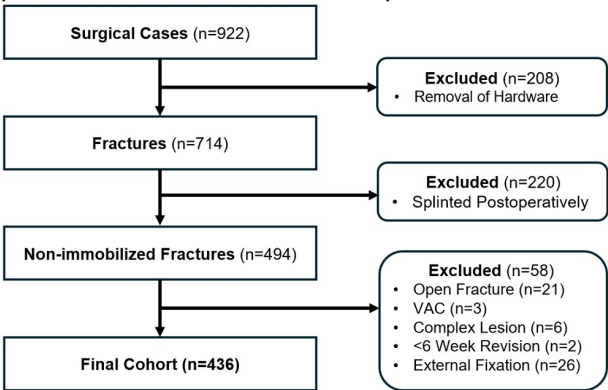 Surgical Cases (n=922)
Excluded (n=208)
• Removal of Hardware
Fractures (n=714)
Excluded (n=220)
• Splinted Postoperatively
Non-immobilized Fractures (n=494)
Excluded (n=58)
• Open Fracture (n=21)
• VAC (n=3)
• Complex Lesion (n=6)
• <6 Week Revision (n=2)
• External Fixation (n=26)
Final Cohort (n=436)